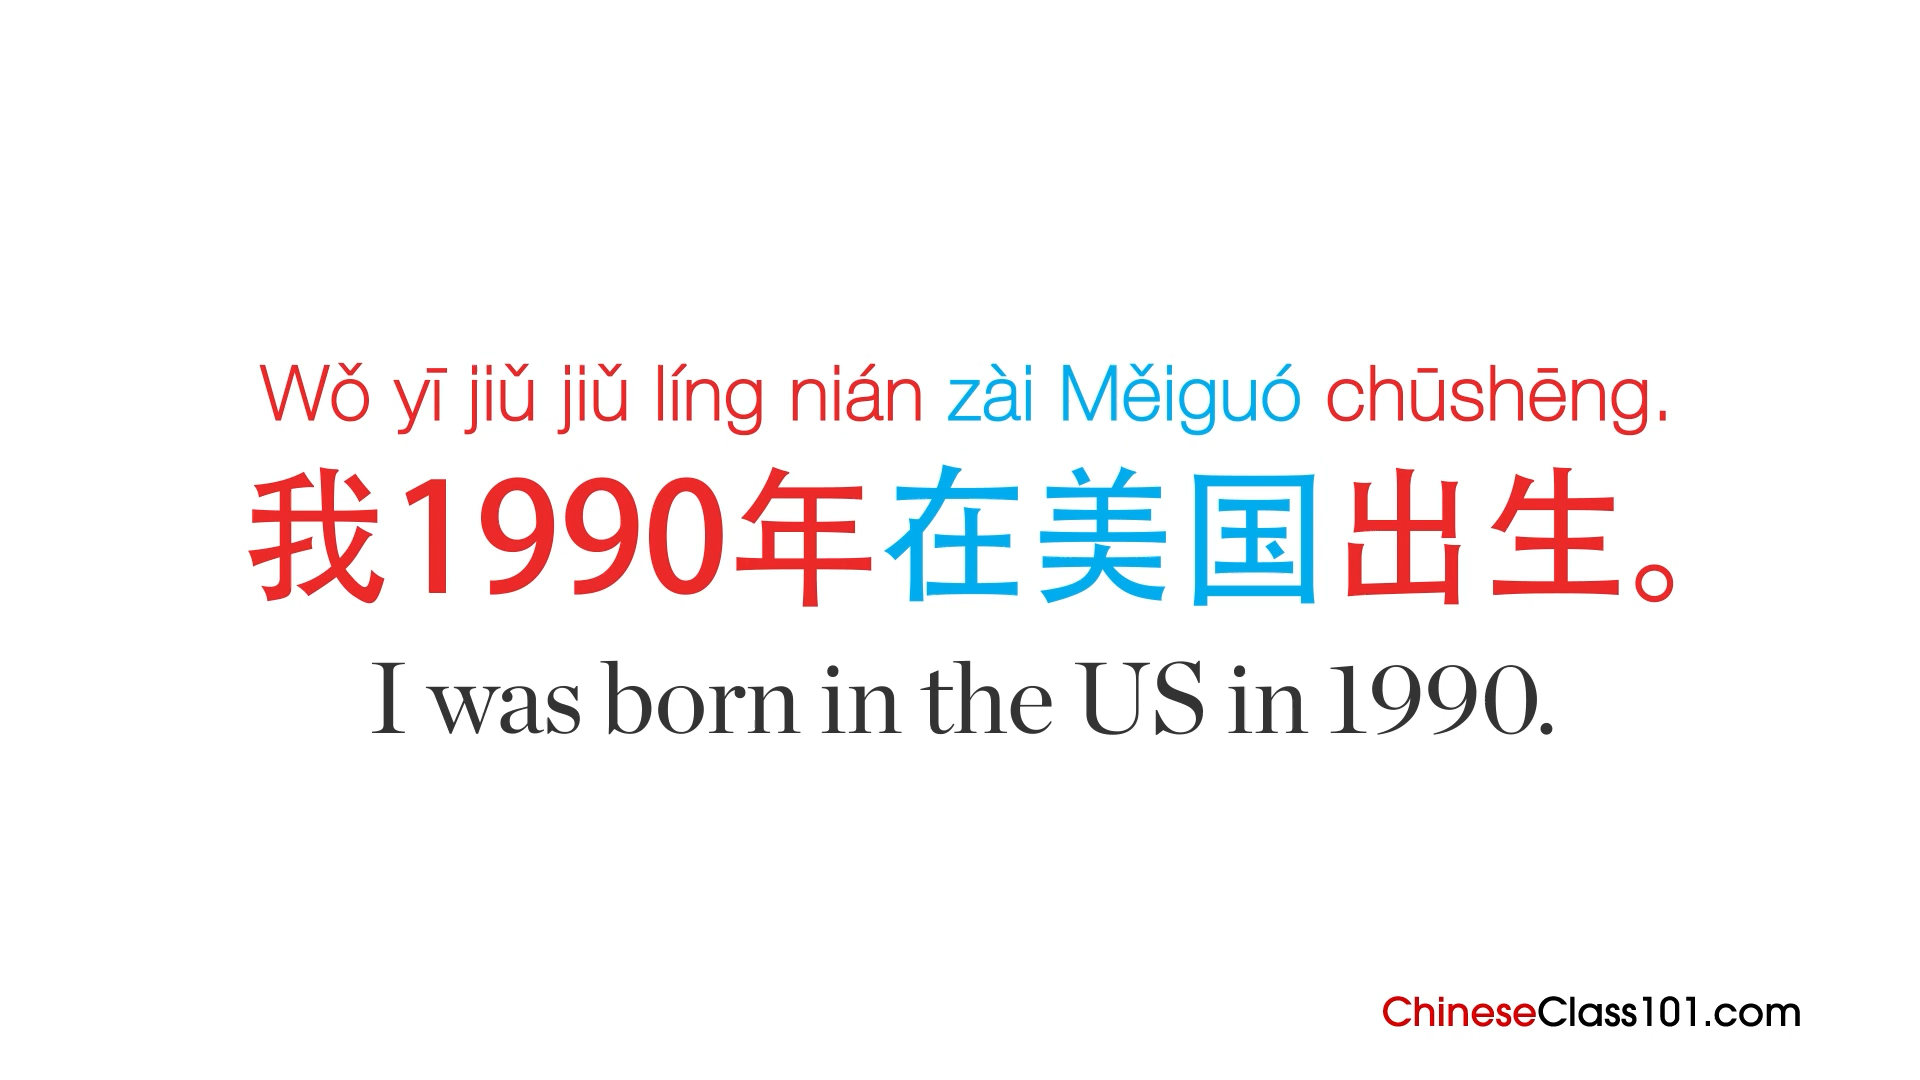 Wǒ yī jiǔ jiǔ líng nián zài Měiguó chūshēng.
我1990年在美国出生。
I was born in the US in 1990.
ChineseClass101.com